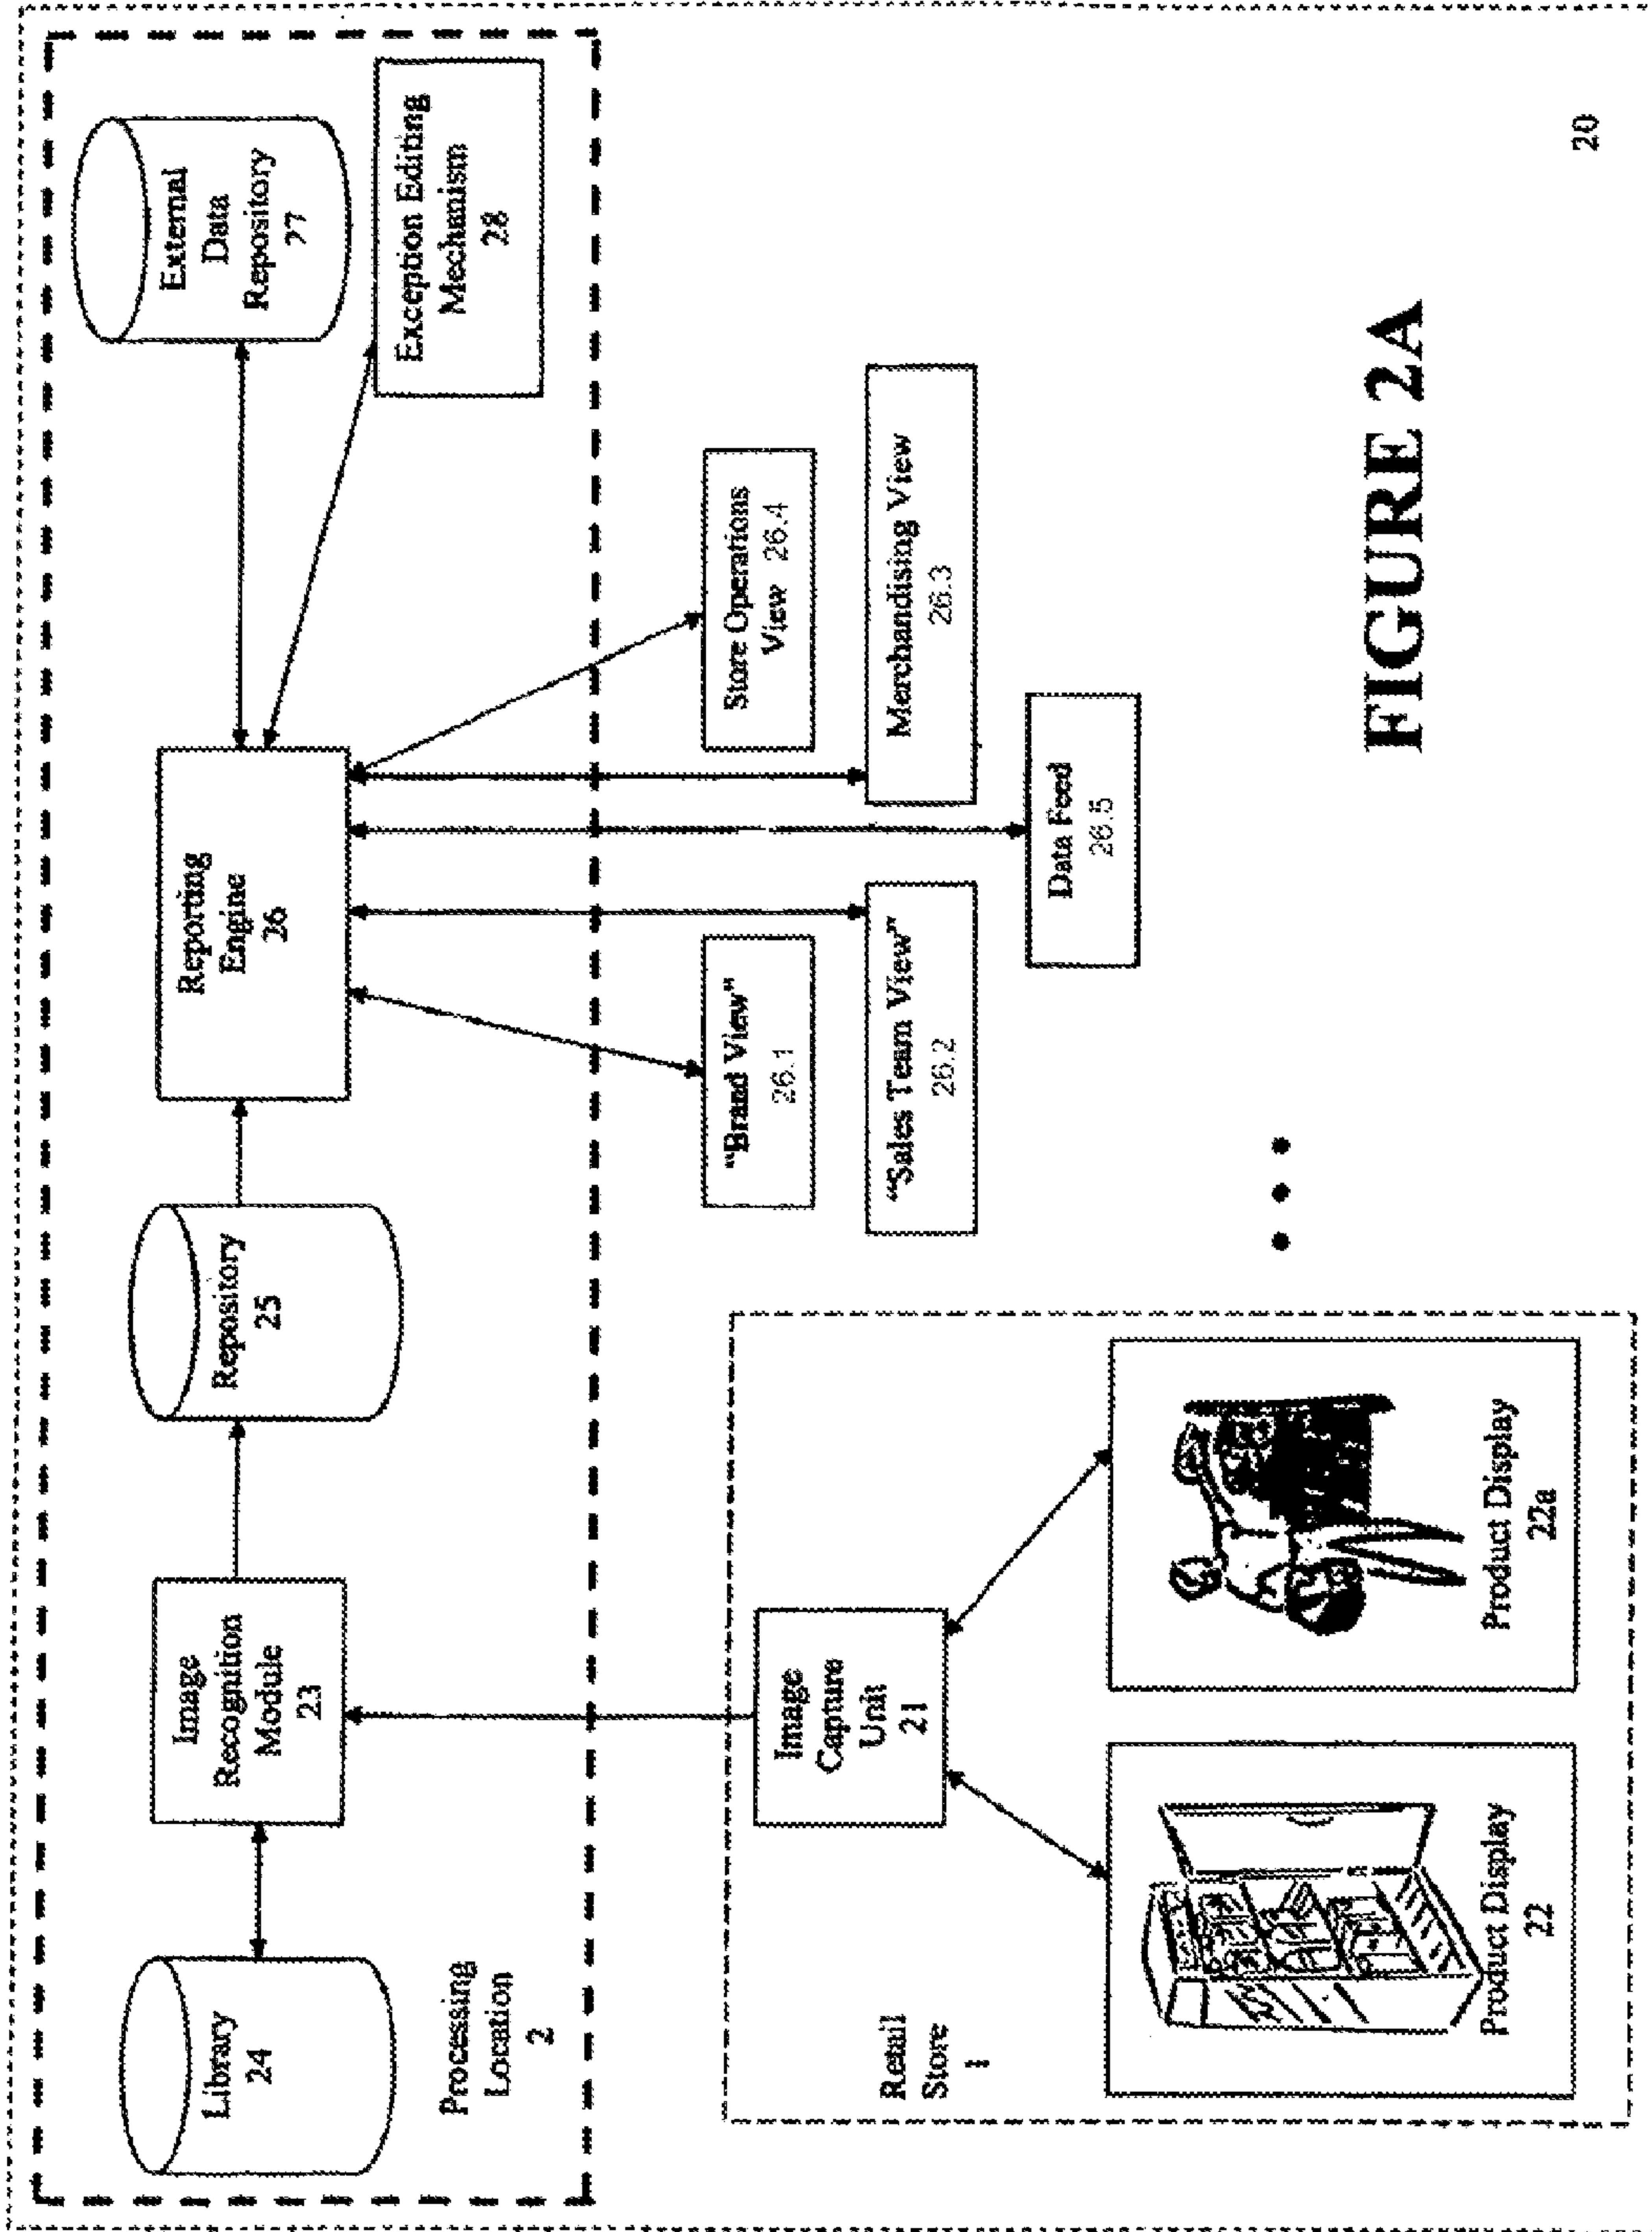 Library
24
Image
Recognition
Module
23
Repository
25
Reporting
Engine
26
External
Data
Repository
27
Exception Editing
Mechanism
28
Processing
Location
2
"Brand View"
26.1
"Sales Team View"
26.2
Store Operations
View 26.4
Merchandising View
26.3
Data Feed
26.5
Retail
Store
1
Image
Capture
Unit
21
Product Display
22
Product Display
22a
FIGURE 2A
20